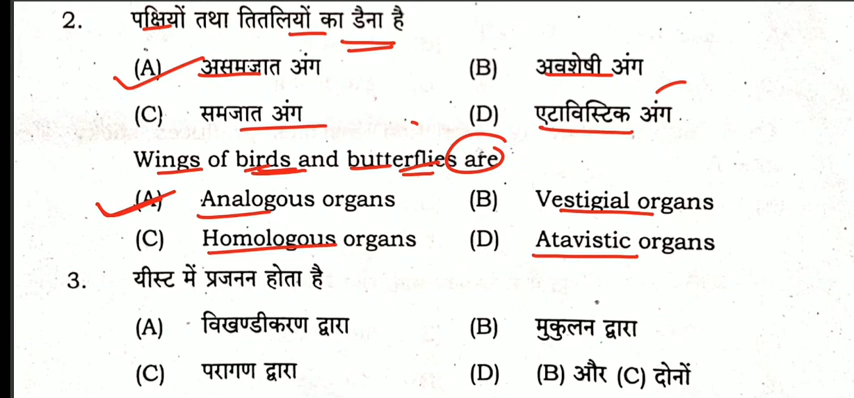 2. पक्षियों तथा तितलियों का डैना है
(A) असमजात अंग (B) अवशेषी अंग
(C) समजात अंग (D) एटाविस्टिक अंग
Wings of birds and butterflies are
(A) Analogous organs (B) Vestigial organs
(C) Homologous organs (D) Atavistic organs
3. यीस्ट में प्रजनन होता है
(A) विखण्डीकरण द्वारा (B) मुकुलन द्वारा
(C) परागण द्वारा (D) (B) और (C) दोनों